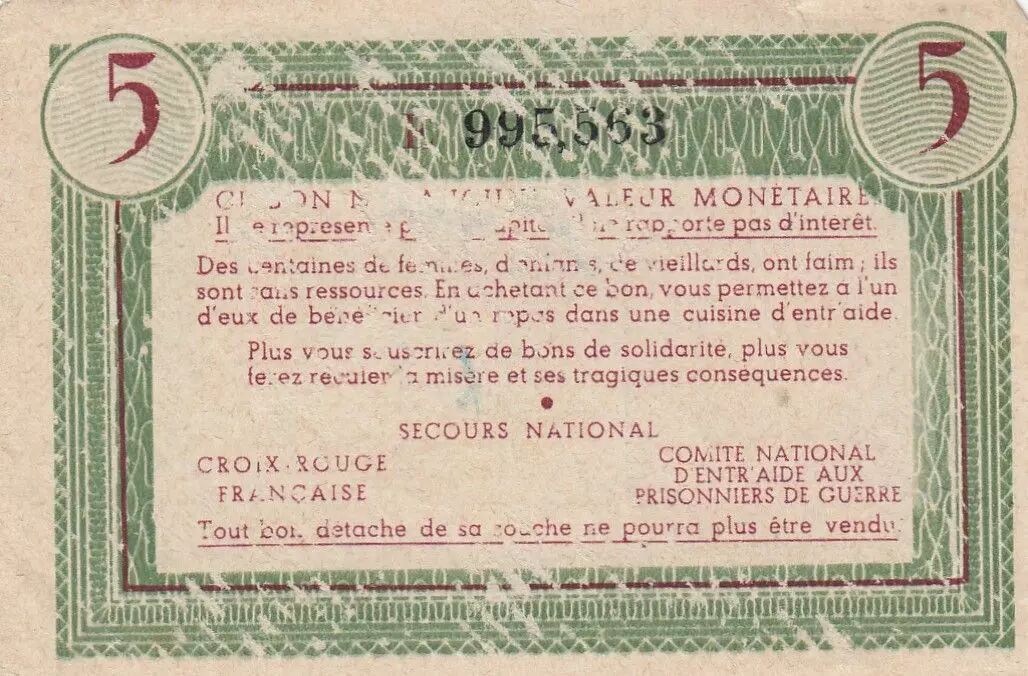 5 5
995,563
VALEUR MONÉTAIRE.
Il rapporte pas d'intérêt.
Des centaines de femmes, d'enfants, de vieillards, ont faim ; ils
sont sans ressources. En achetant ce bon, vous permettez à l'un
d'eux de bénéficier d'un repas dans une cuisine d'entr'aide.
Plus vous souscrirez de bons de solidarité, plus vous
ferez reculer la misère et ses tragiques conséquences.
SECOURS NATIONAL
CROIX-ROUGE
FRANÇAISE
COMITÉ NATIONAL
D'ENTR'AIDE AUX
PRISONNIERS DE GUERRE
Tout bon détaché de sa souche ne pourra plus être vendu.